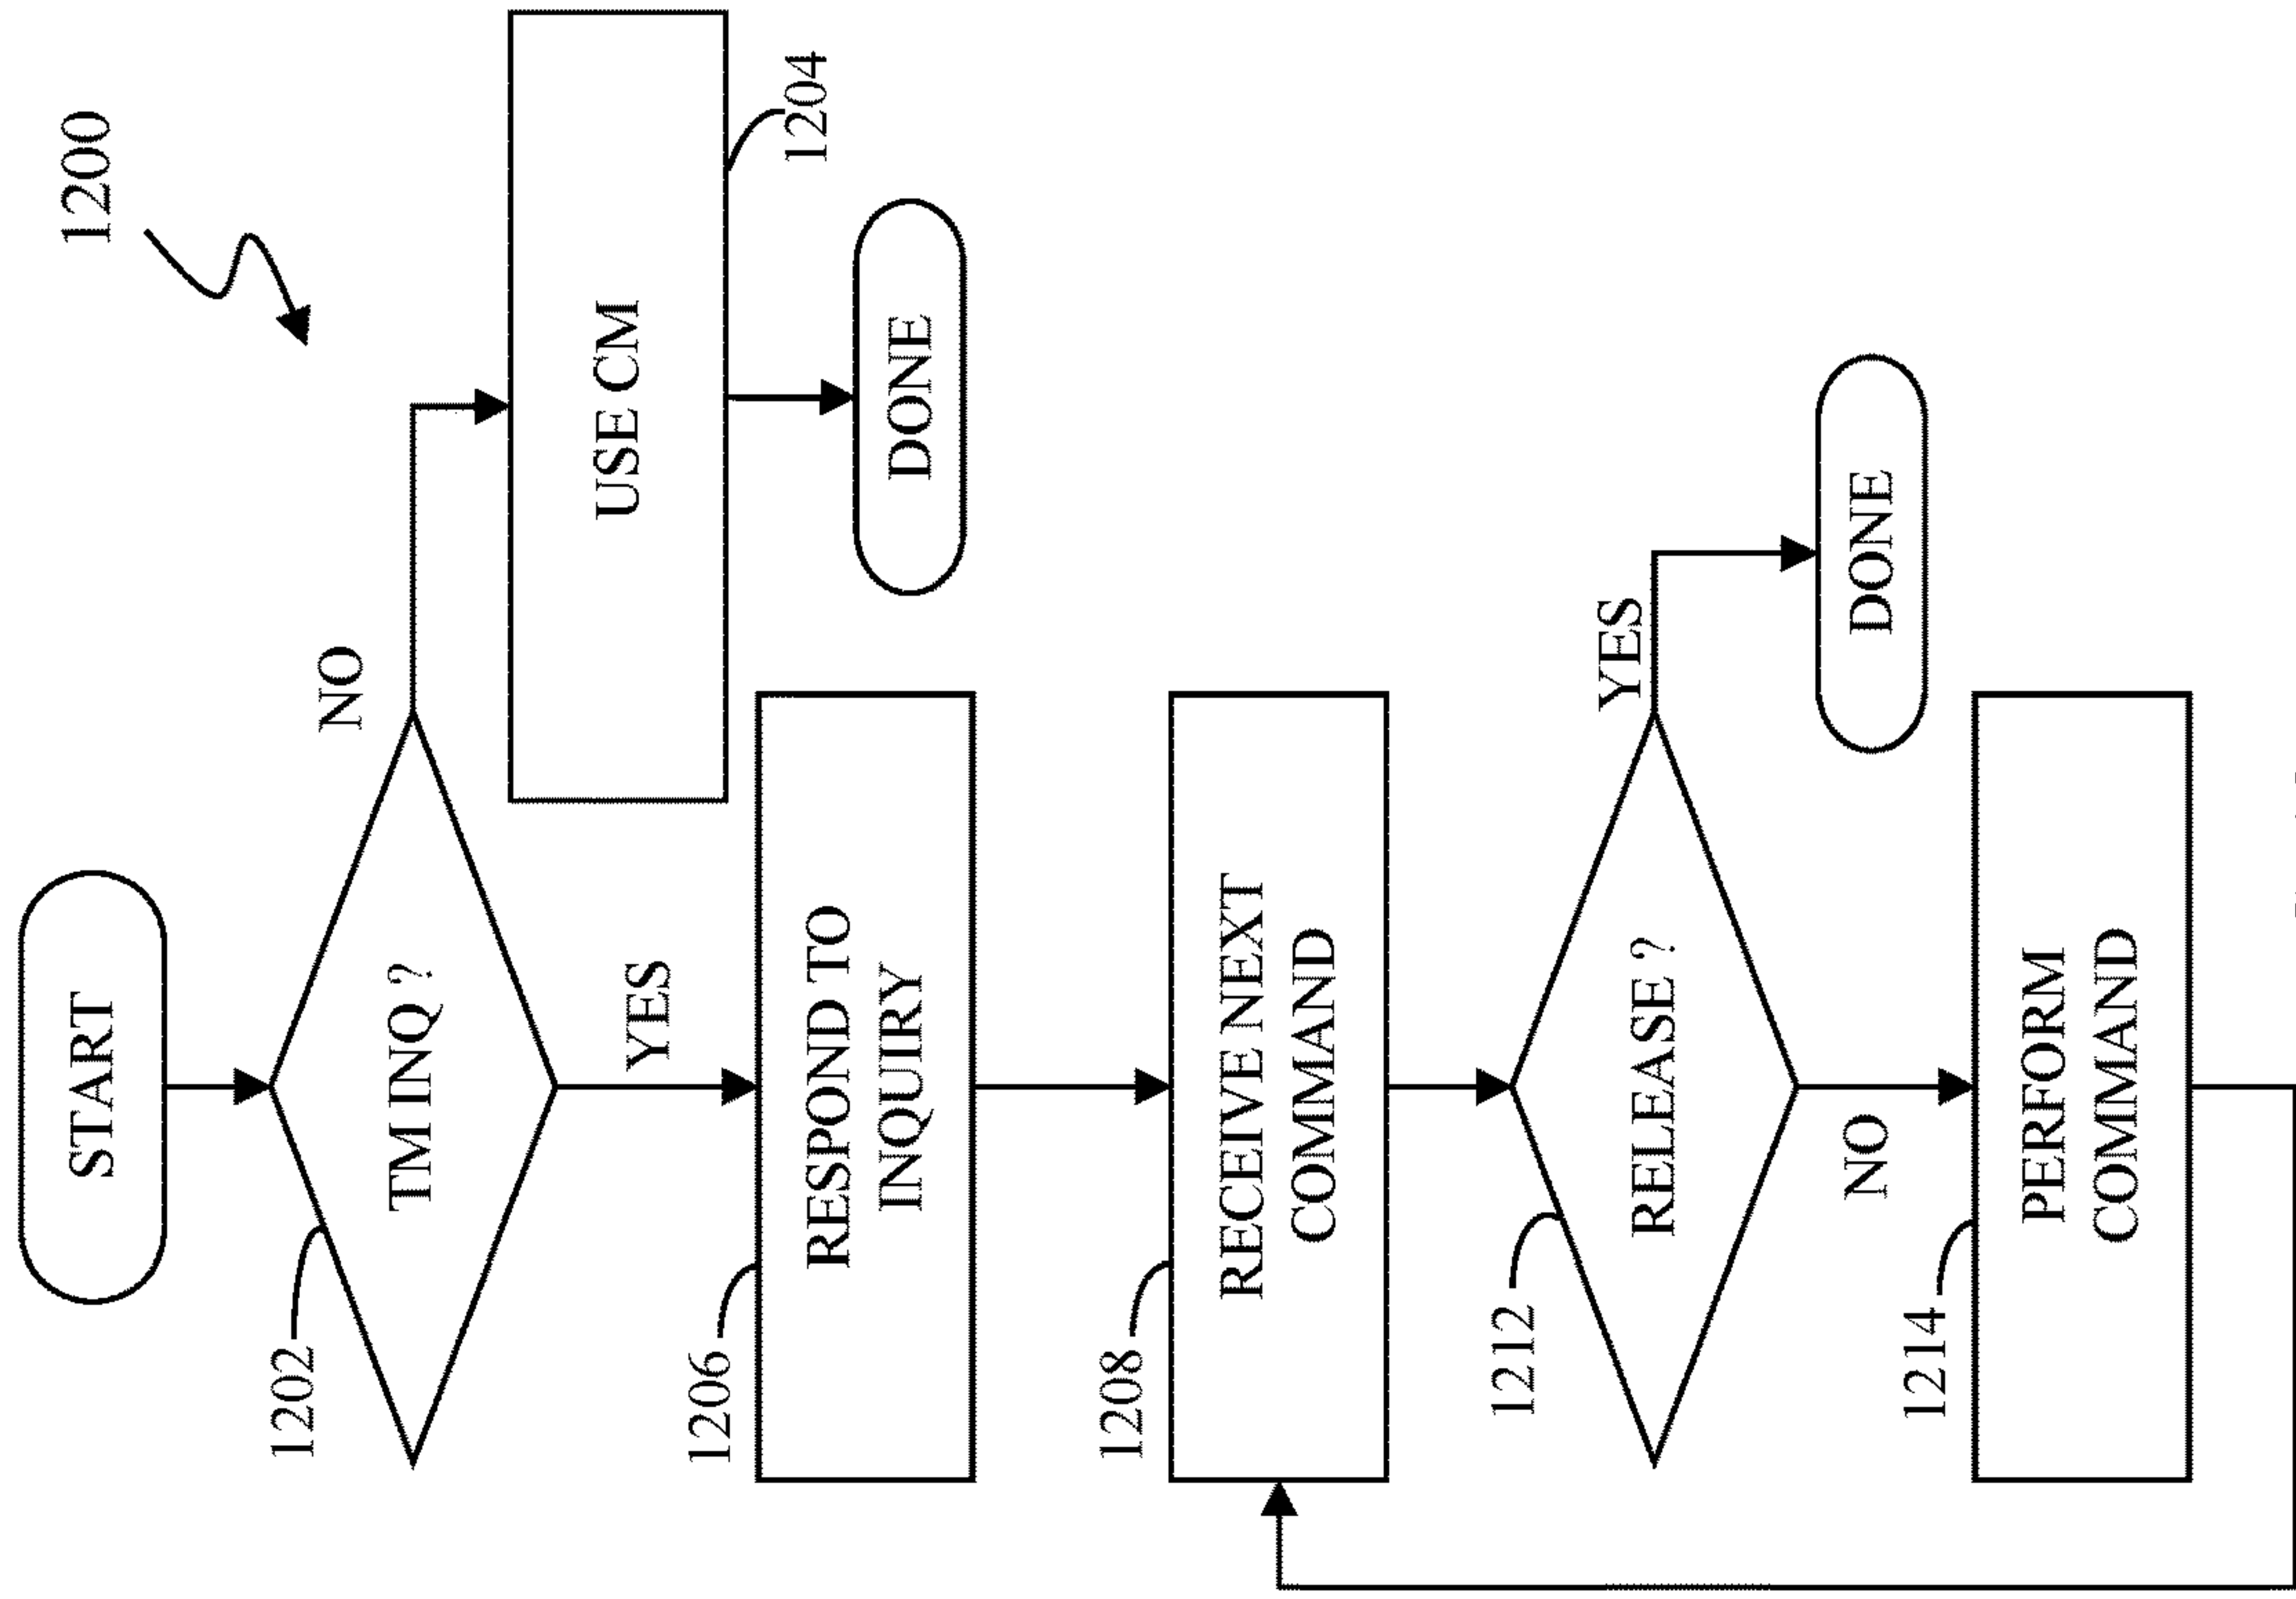 1200
START
1202
TM INQ ?
NO
YES
USE CM
1204
DONE
1206
RESPOND TO
INQUIRY
1208
RECEIVE NEXT
COMMAND
1212
RELEASE ?
YES
DONE
NO
1214
PERFORM
COMMAND